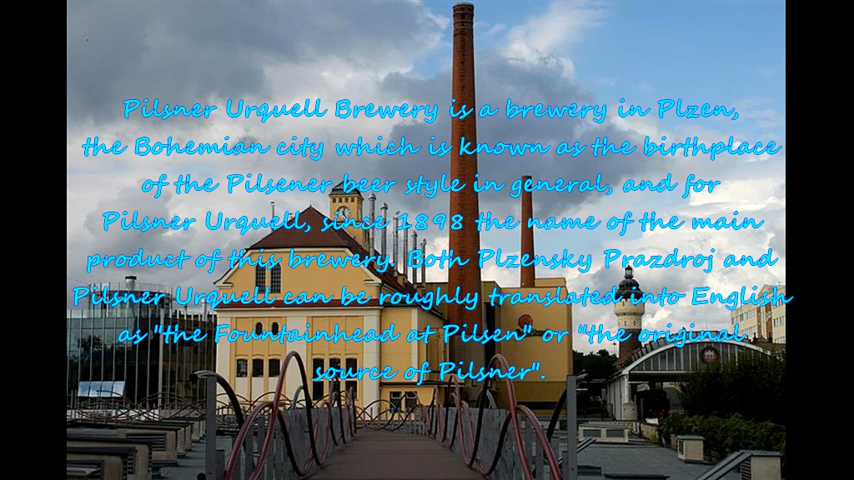 Pilsner Urquell Brewery is a brewery in Plzen,
the Bohemian city which is known as the birthplace
of the Pilsener beer style in general, and for
Pilsner Urquell, since 1898 the name of the main
product of this brewery. Both Plzensky Prazdroj and
Pilsner Urquell can be roughly translated into English
as "the Fountainhead at Pilsen" or "the original
source of Pilsner".